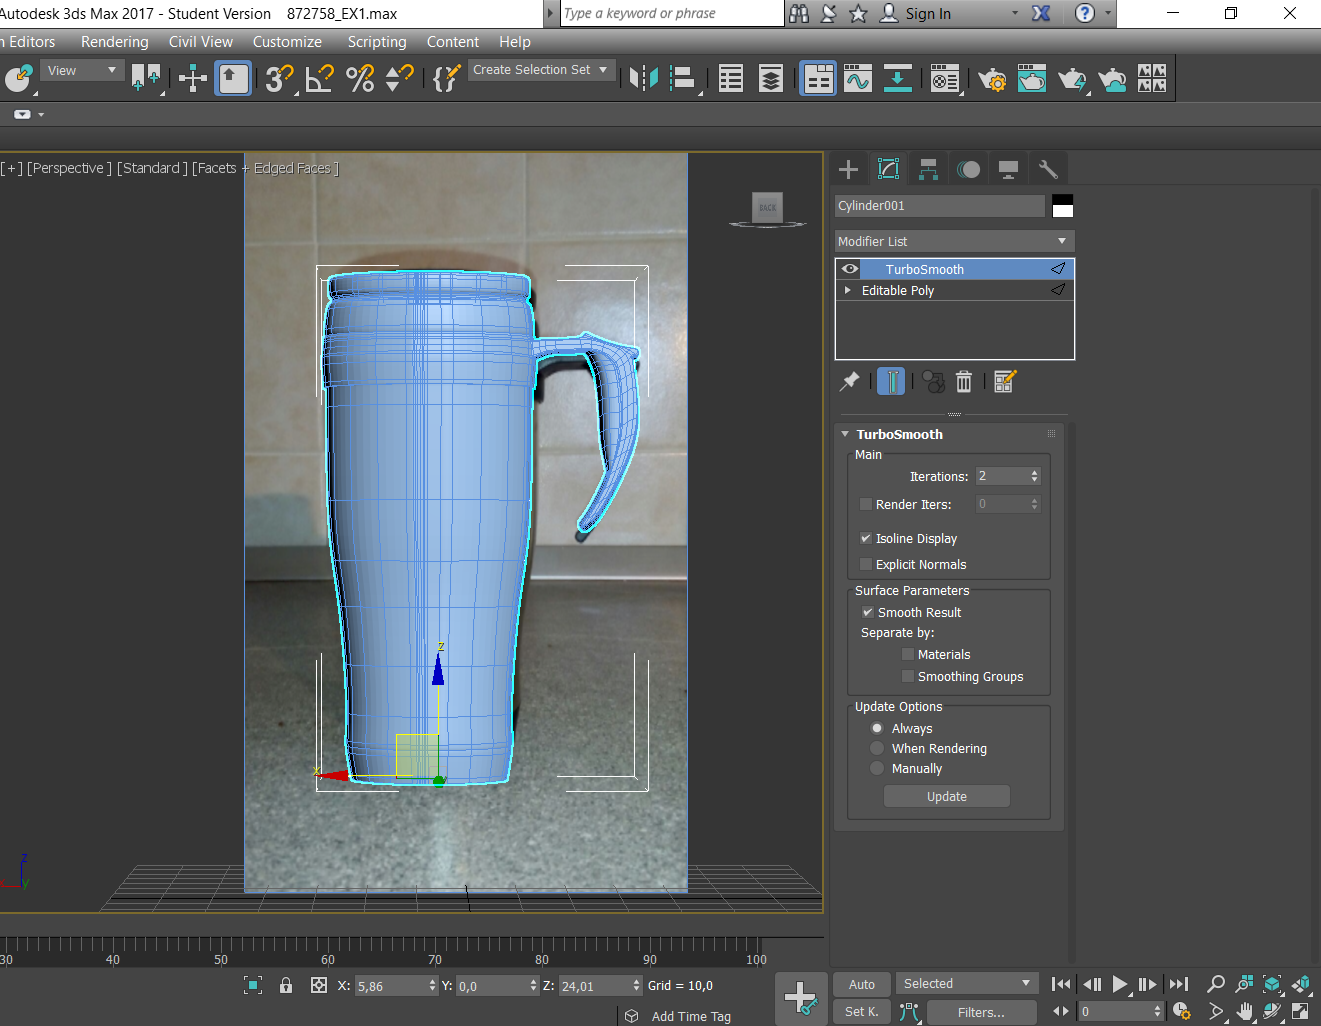 Autodesk 3ds Max 2017 - Student Version 872758_EX1.max
Type a keyword or phrase
Sign In
n Editors Rendering Civil View Customize Scripting Content Help
View
3
Create Selection Set
[ + ] [Perspective ] [Standard ] [Facets + Edged Faces ]
BACK
Cylinder001
Modifier List
TurboSmooth
Editable Poly
TurboSmooth
Main
Iterations: 2
Render Iters: 0
Isoline Display
Explicit Normals
Surface Parameters
Smooth Result
Separate by:
Materials
Smoothing Groups
Update Options
Always
When Rendering
Manually
Update
z
x
z
y
30 40 50 60 70 80 90 100
X: 5,86 Y: 0,0 Z: 24,01 Grid = 10,0
Add Time Tag
Auto Selected
Set K. Filters...
0